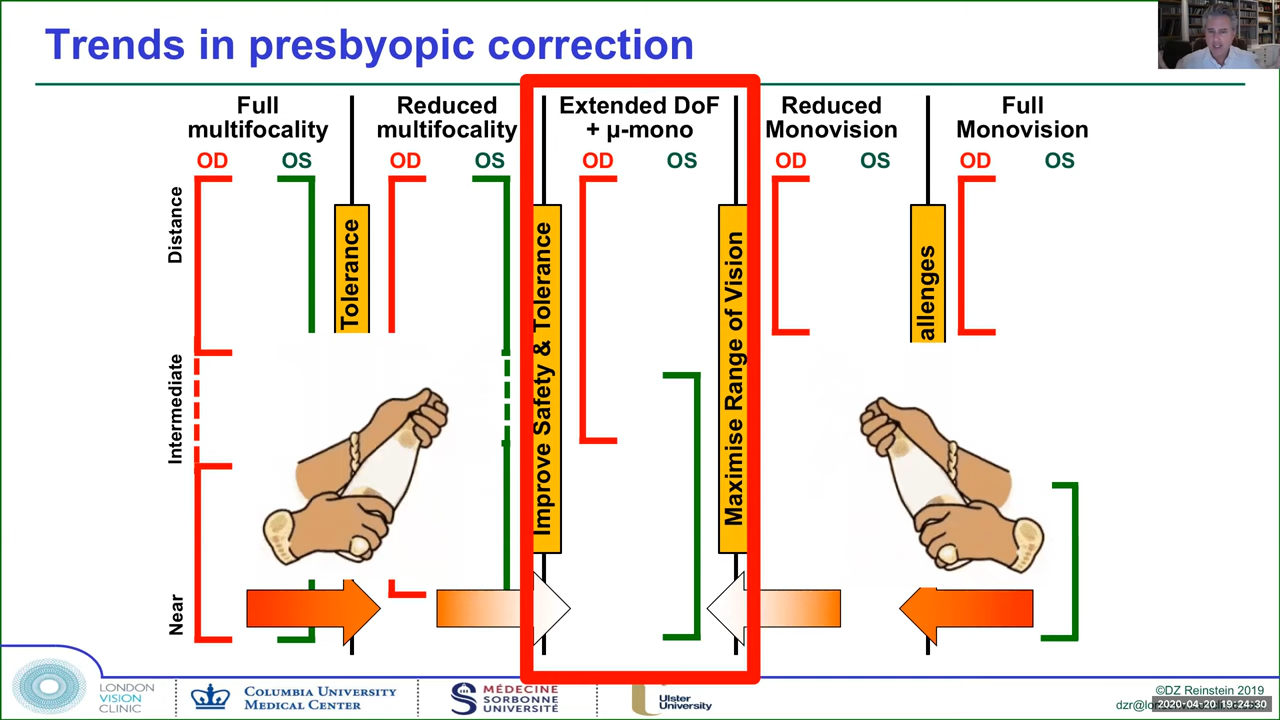 Trends in presbyopic correction
Full
multifocality
Reduced
multifocality
Extended DoF
+ µ-mono
Reduced
Monovision
Full
Monovision
OD OS
OD OS
OD OS
OD OS
OD OS
Distance
Intermediate
Near
Tolerance
Improve Safety & Tolerance
Maximise Range of Vision
allenges
LONDON
VISION
CLINIC
COLUMBIA UNIVERSITY
MEDICAL CENTER
MÉDECINE
SORBONNE
UNIVERSITÉ
Ulster
University
©DZ Reinstein 2019
2020-04-20 19:24:30